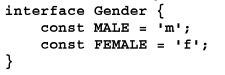 interface Gender {
    const MALE = 'm';
    const FEMALE = 'f';
}